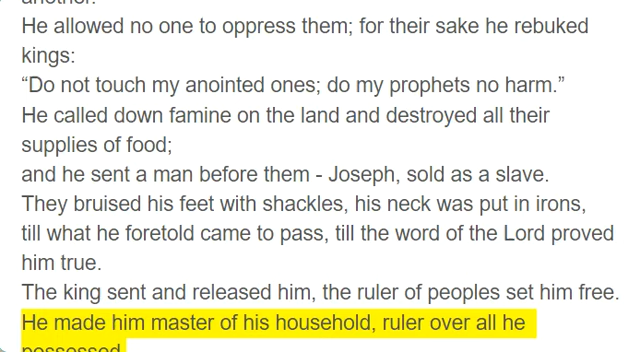 another.
He allowed no one to oppress them; for their sake he rebuked
kings:
“Do not touch my anointed ones; do my prophets no harm.”
He called down famine on the land and destroyed all their
supplies of food;
and he sent a man before them - Joseph, sold as a slave.
They bruised his feet with shackles, his neck was put in irons,
till what he foretold came to pass, till the word of the Lord proved
him true.
The king sent and released him, the ruler of peoples set him free.
He made him master of his household, ruler over all he
possessed